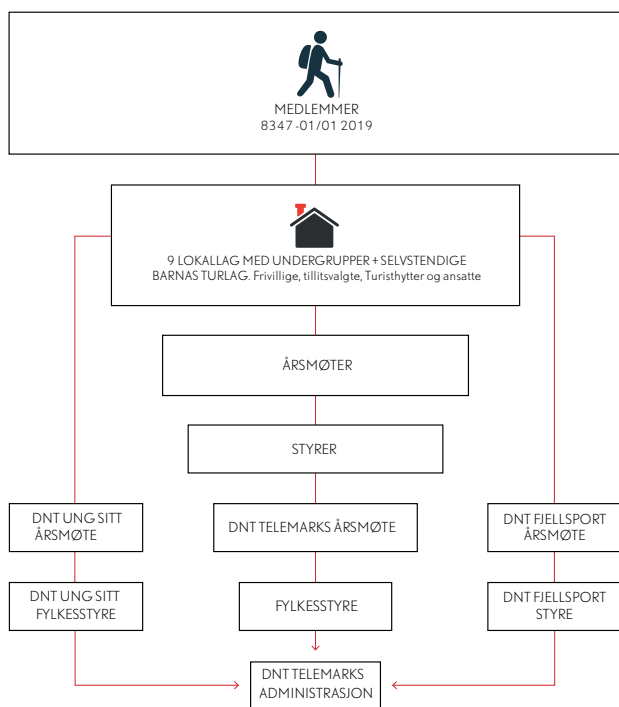 MEDLEMMER
8347 -01/01 2019
9 LOKALLAG MED UNDERGRUPPER + SELVSTENDIGE
BARNAS TURLAG. Frivillige, tillitsvalgte, Turisthytter og ansatte
ÅRSMØTER
STYRER
DNT UNG SITT
ÅRSMØTE
DNT TELEMARKS ÅRSMØTE
DNT FJELLSPORT
ÅRSMØTE
DNT UNG SITT
FYLKESSTYRE
FYLKESSTYRE
DNT FJELLSPORT
STYRE
DNT TELEMARKS
ADMINISTRASJON